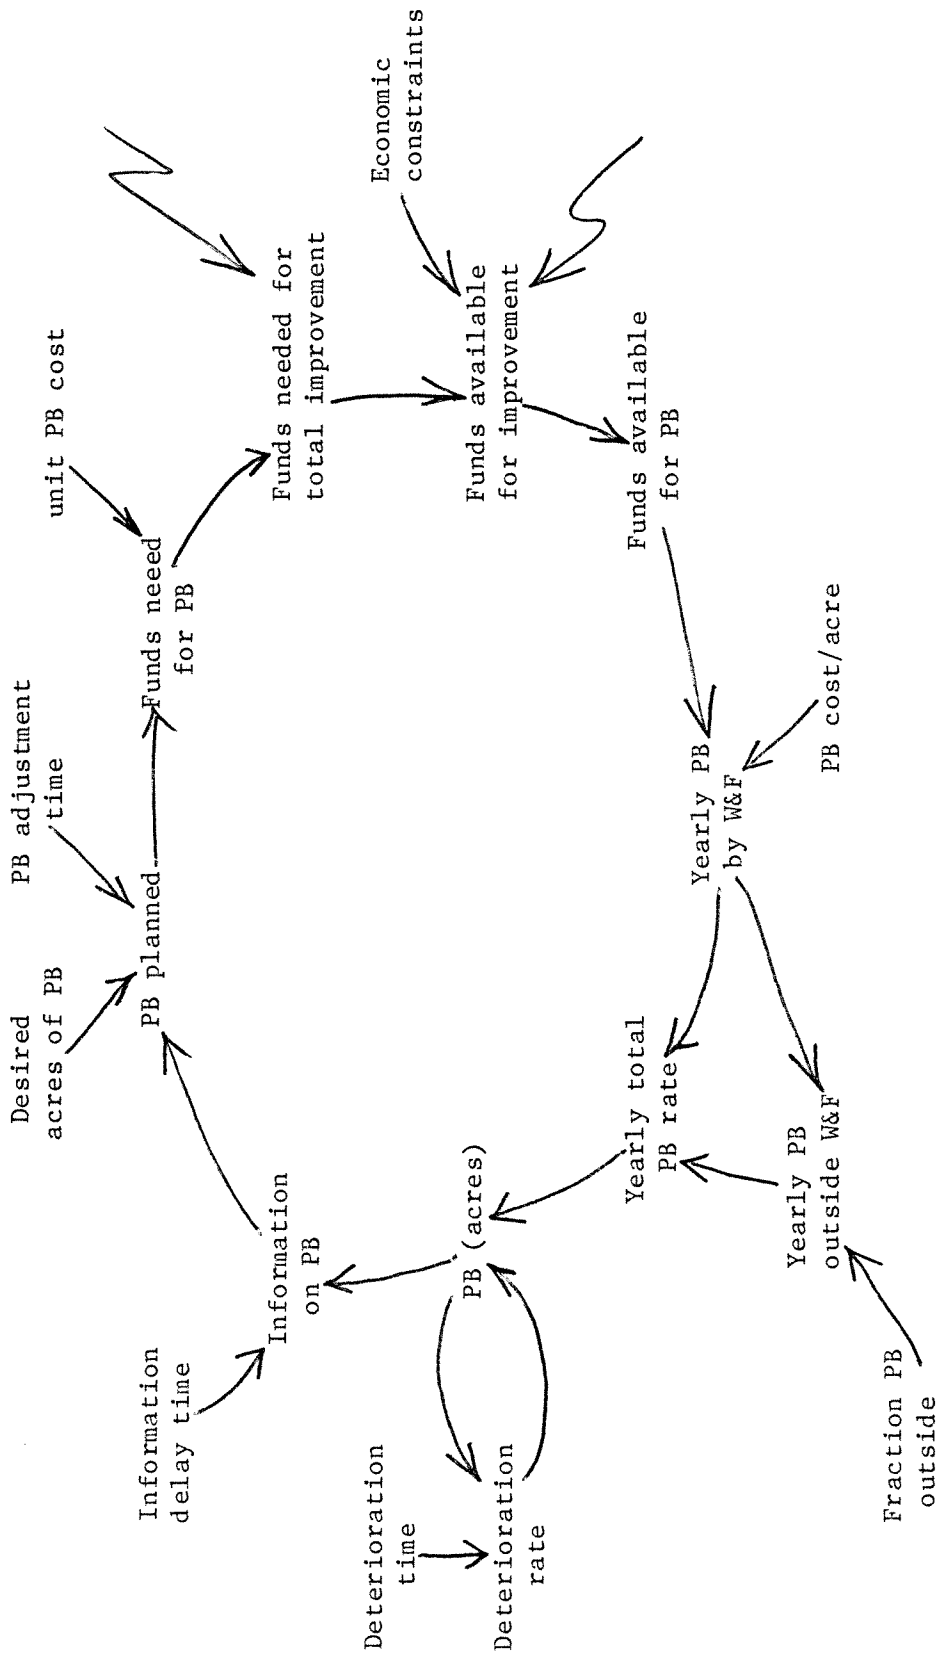 Desired
acres of PB
PB adjustment
time
unit PB cost
PB planned
Funds neeed
for PB
Information
delay time
Information
on PB
Funds needed for
total improvement
Economic
constraints
Deterioration
time
Deterioration
rate
PB (acres)
Funds available
for improvement
Yearly total
PB rate
Funds available
for PB
Yearly PB
by W&F
Yearly PB
outside W&F
PB cost/acre
Fraction PB
outside